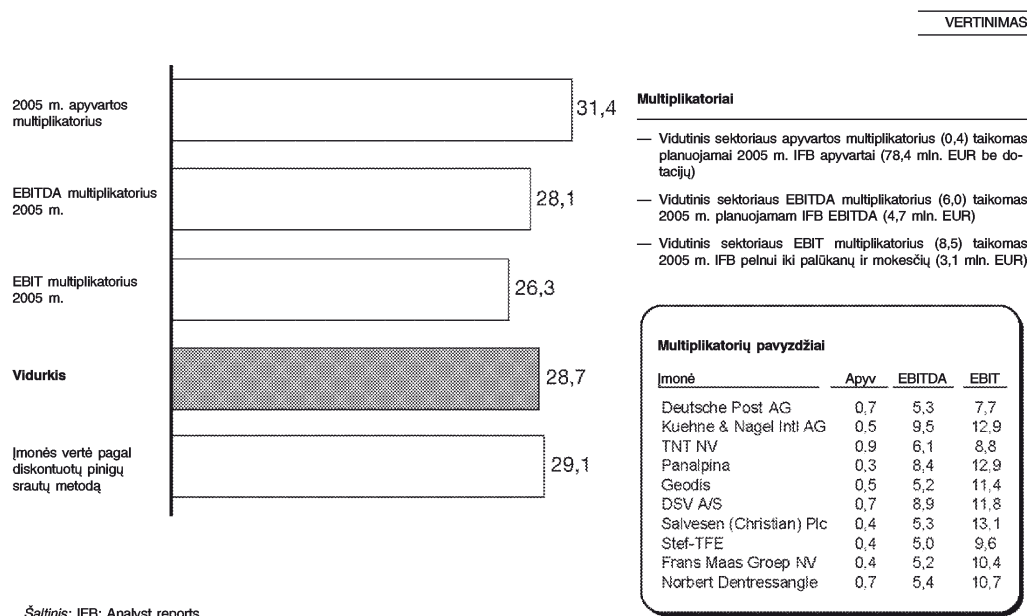 VERTINIMAS
2005 m. apyvartos
multiplikatorius
31,4
EBITDA multiplikatorius
2005 m.
28,1
EBIT multiplikatorius
2005 m.
26,3
Vidurkis
28,7
Įmonės vertė pagal
diskontuotų pinigų
srautų metodą
29,1
Multiplikatoriai
— Vidutinis sektoriaus apyvartos multiplikatorius (0,4) taikomas
planuojamai 2005 m. IFB apyvartai (78,4 mln. EUR be do-
tacijų)
— Vidutinis sektoriaus EBITDA multiplikatorius (6,0) taikomas
2005 m. planuojamam IFB EBITDA (4,7 mln. EUR)
— Vidutinis sektoriaus EBIT multiplikatorius (8,5) taikomas
2005 m. IFB pelnui iki palūkanų ir mokesčių (3,1 mln. EUR)
Multiplikatorių pavyzdžiai
Įmonė Apyv EBITDA EBIT
Deutsche Post AG 0,7 5,3 7,7
Kuehne & Nagel Intl AG 0,5 9,5 12,9
TNT NV 0,9 6,1 8,8
Panalpina 0,3 8,4 12,9
Geodis 0,5 5,2 11,4
DSV A/S 0,7 8,9 11,8
Salvesen (Christian) Plc 0,4 5,3 13,1
Stef-TFE 0,4 5,0 9,6
Frans Maas Groep NV 0,4 5,2 10,4
Norbert Dentressangle 0,7 5,4 10,7
Šaltinis: IFB; Analyst reports